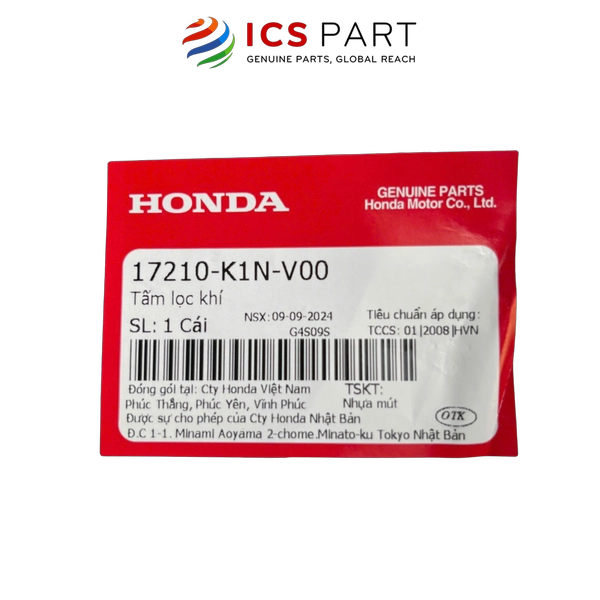 ICS PART
GENUINE PARTS, GLOBAL REACH
HONDA
GENUINE PARTS
Honda Motor Co., Ltd.
17210-K1N-V00
Tấm lọc khí
SL: 1 Cái
NSX: 09-09-2024
G4S09S
Tiêu chuẩn áp dụng:
TCCS: 01|2008|HVN
Đóng gói tại: Cty Honda Việt Nam
TSKT:
Phúc Thắng, Phúc Yên, Vĩnh Phúc
Nhựa mút
Được sự cho phép của Cty Honda Nhật Bản
OTK
Đ.C 1-1. Minami Aoyama 2-chome.Minato-ku Tokyo Nhật Bản